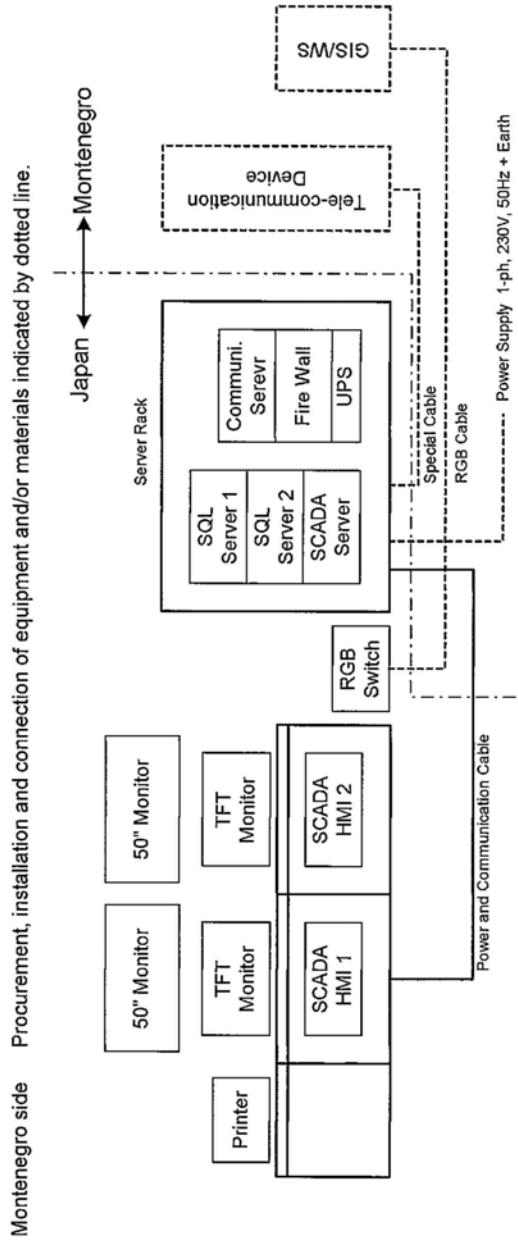 Montenegro side Procurement, installation and connection of equipment and/or materials indicated by dotted line.
Japan
Montenegro
50" Monitor
50" Monitor
Printer
TFT
Monitor
TFT
Monitor
SCADA
HMI 1
SCADA
HMI 2
RGB
Switch
Server Rack
SQL
Server 1
SQL
Server 2
SCADA
Server
Communi.
Serevr
Fire Wall
UPS
Tele-communication
Device
GIS/WS
Special Cable
RGB Cable
Power and Communication Cable
Power Supply 1-ph, 230V, 50Hz + Earth